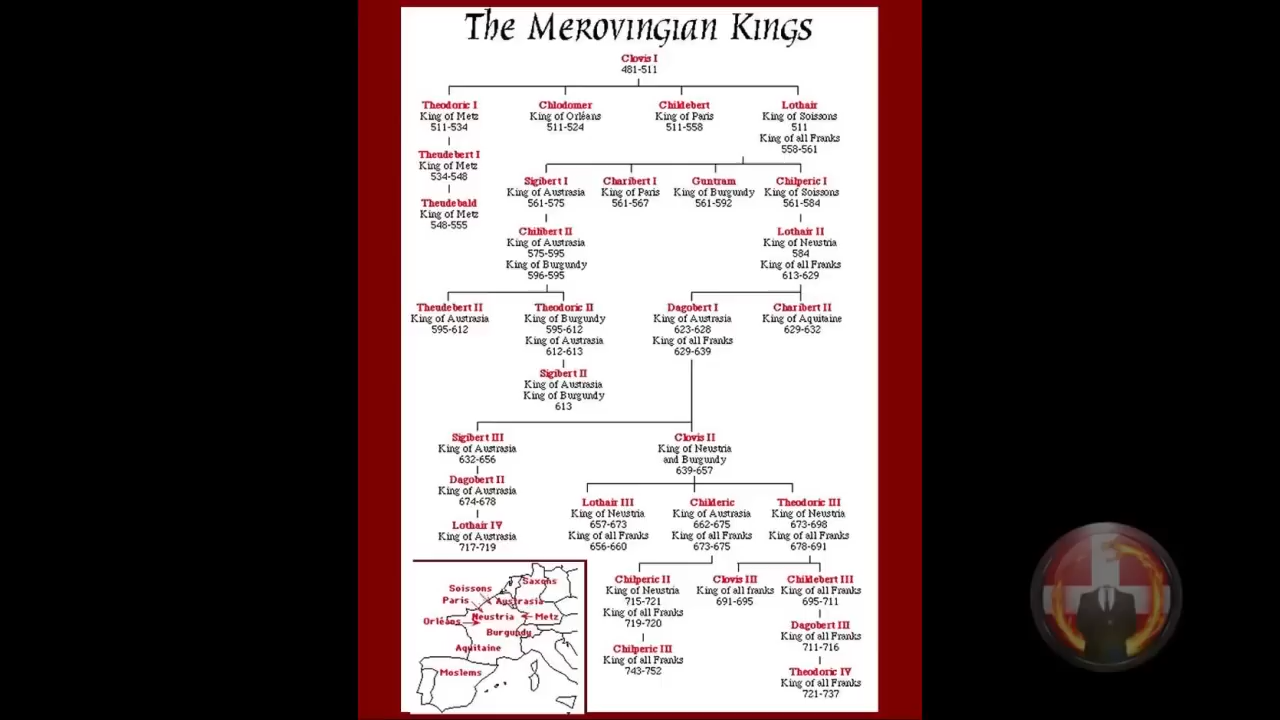 The Merovingian Kings
Clovis I
481-511
Theodoric I
King of Metz
511-534
Chlodomer
King of Orléans
511-524
Childebert
King of Paris
511-558
Lothair
King of Soissons
511
King of all Franks
558-561
Theudebert I
King of Metz
534-548
Theudebald
King of Metz
548-555
Sigibert I
King of Austrasia
561-575
Charibert I
King of Paris
561-567
Guntram
King of Burgundy
561-592
Chilperic I
King of Soissons
561-584
Chilibert II
King of Austrasia
575-595
King of Burgundy
596-595
Lothair II
King of Neustria
584
King of all Franks
613-629
Theudebert II
King of Austrasia
595-612
Theodoric II
King of Burgundy
595-612
King of Austrasia
612-613
Dagobert I
King of Austrasia
623-628
King of all Franks
629-639
Charibert II
King of Aquitaine
629-632
Sigibert II
King of Austrasia
King of Burgundy
613
Sigibert III
King of Austrasia
632-656
Clovis II
King of Neustria
and Burgundy
639-657
Dagobert II
King of Austrasia
674-678
Lothair IV
King of Austrasia
717-719
Lothair III
King of Neustria
657-673
King of all Franks
656-660
Childeric
King of Austrasia
662-675
King of all Franks
673-675
Theodoric III
King of Neustria
673-698
King of all Franks
678-691
Chilperic II
King of Neustria
715-721
King of all Franks
719-720
Clovis III
King of all franks
691-695
Childebert III
King of all Franks
695-711
Dagobert III
King of all Franks
711-716
Chilperic III
King of all Franks
743-752
Theodoric IV
King of all Franks
721-737
Saxons
Soissons
Paris
Austrasia
Orléos
Neustria
Metz
Burgundy
Aquitaine
Moslems